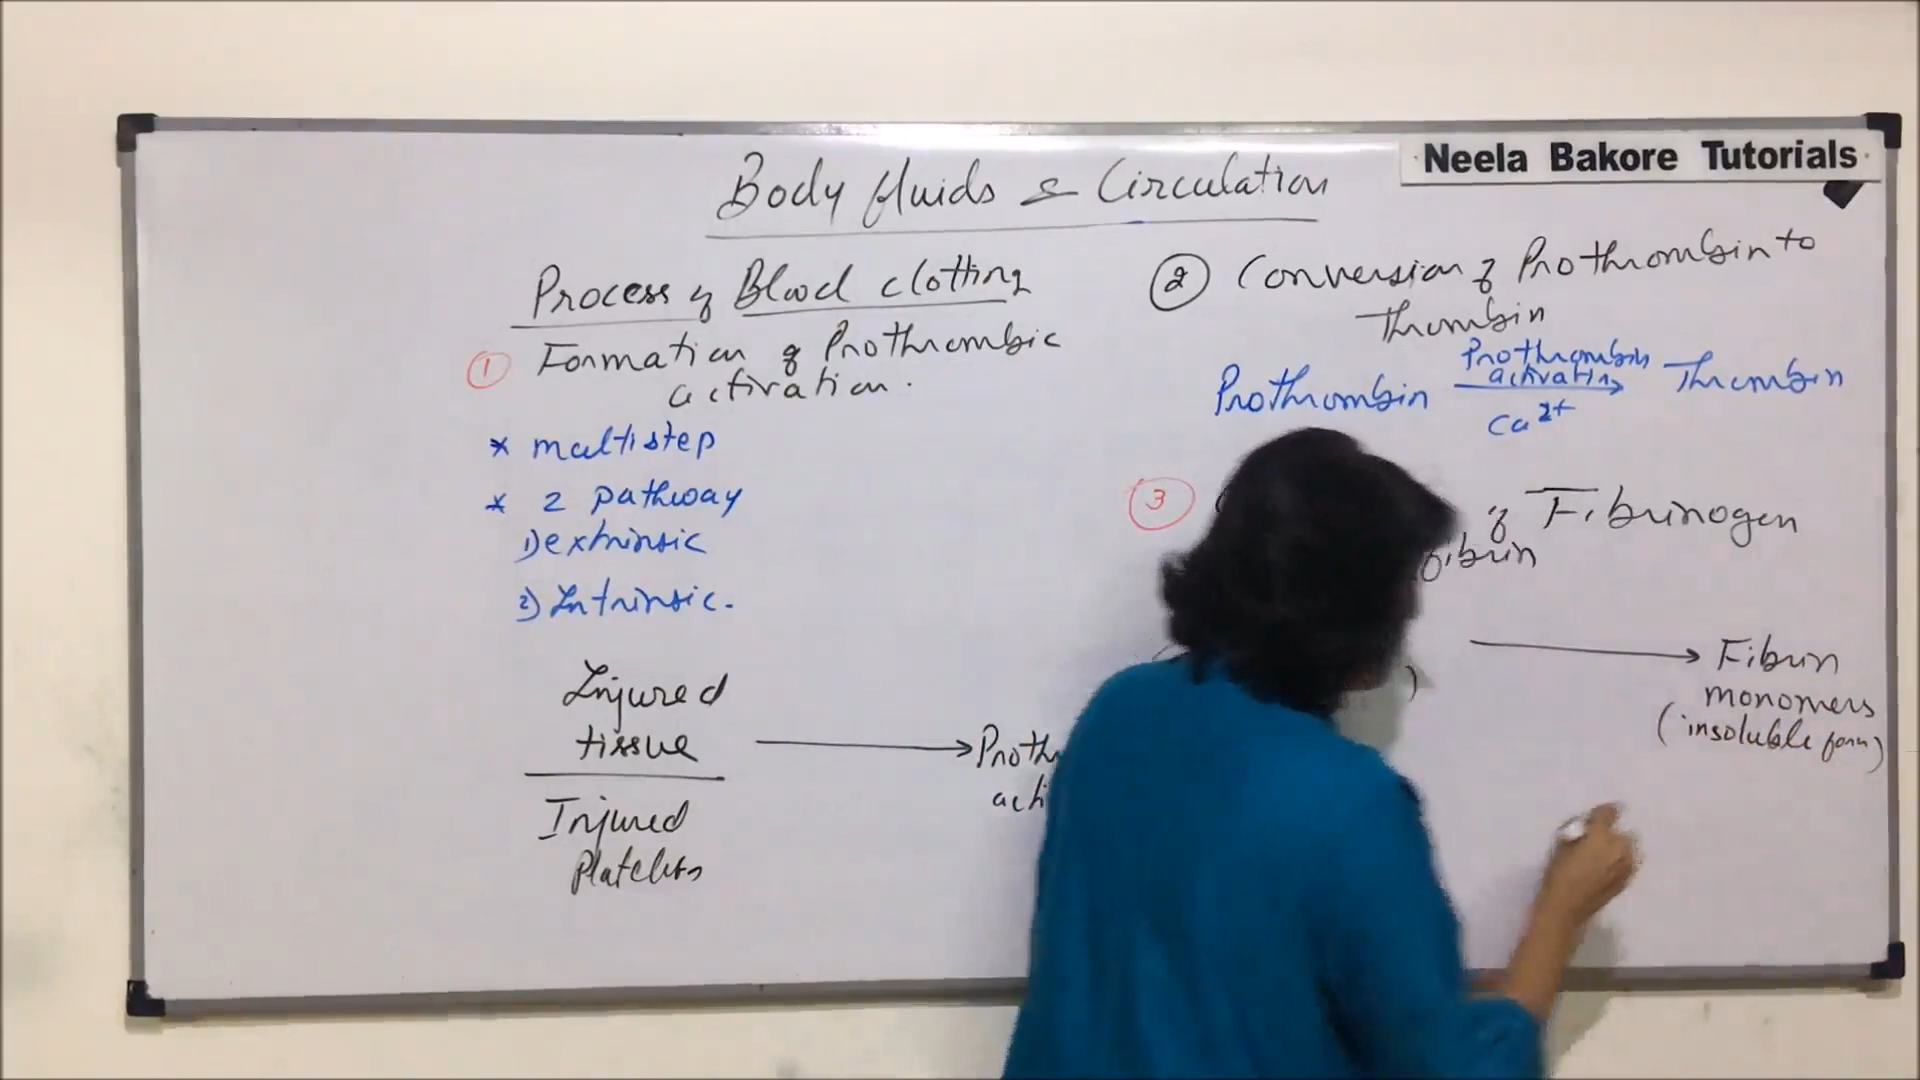 Neela Bakore Tutorials
Body fluids & Circulation
Process of Blood clotting
① Formation of Prothrombic
activation.
* multistep
* 2 pathway
1) extrinsic
2) Intrinsic.
Injured
tissue
Injured
Platelets
② Conversion of Prothrombin to
Thrombin
Prothrombin
activating
Prothrombin → Thrombin
Ca2+
③ of Fibrinogen
fibrin
→ Fibrin
monomers
(insoluble form)